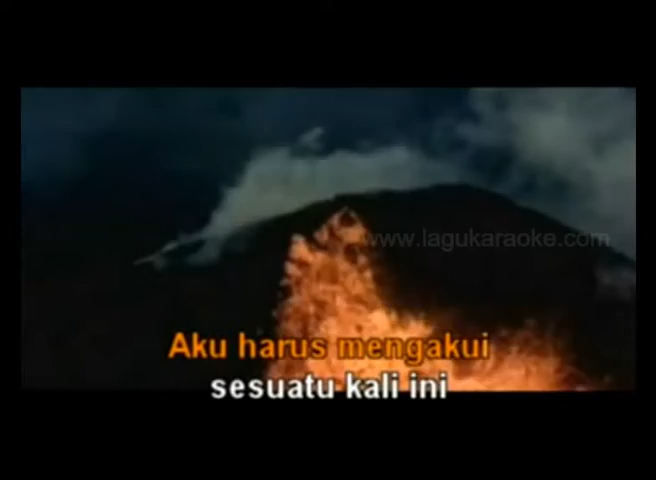 www.lagukaraoke.com
Aku harus mengakui
sesuatu kali ini